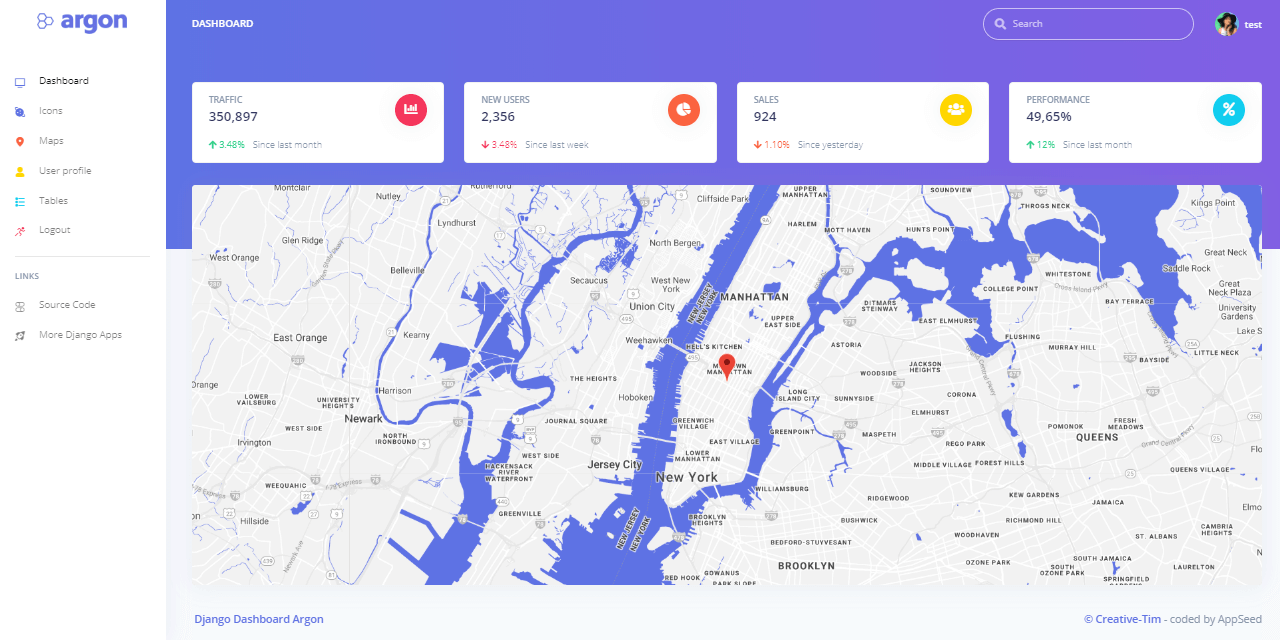 argon
DASHBOARD
Search
test
Dashboard
Icons
Maps
User profile
Tables
Logout
LINKS
Source Code
More Django Apps
TRAFFIC
350,897
3.48% Since last month
NEW USERS
2,356
3.48% Since last week
SALES
924
1.10% Since yesterday
PERFORMANCE
49,65%
12% Since last month
Montclair
Nutley
Rutherford
Cliffside Park
UPPER
MANHATTAN
SOUNDVIEW
THROGS NECK
Kings Point
Lyndhurst
HARLEM
MOTT HAVEN
HUNTS POINT
Glen Ridge
North Bergen
West Orange
Belleville
Great Neck
WHITESTONE
Saddle Rock
Secaucus
West New
York
COLLEGE POINT
Cross Island Pkwy
Great
Neck Plaza
MANHATTAN
NEW JERSEY
NEW YORK
Union City
DITMARS
STEINWAY
BAY TERRACE
University
Gardens
UPPER
EAST SIDE
EAST ELMHURST
Lake S
East Orange
Kearny
Weehawken
HELL'S KITCHEN
ASTORIA
FLUSHING
MURRAY HILL
LITTLE NECK
BAYSIDE
JACKSON
HEIGHTS
WOODSIDE
THE HEIGHTS
Orange
Harrison
Hoboken
LONG
ISLAND CITY
SUNNYSIDE
CORONA
LOWER
VAILSBURG
UNIVERSITY
HEIGHTS
ELMHURST
Newark
JOURNAL SQUARE
GREENWICH
VILLAGE
FRESH
MEADOWS
POMONOK
WEST SIDE
NORTH
IRONBOUND
GREENPOINT
MASPETH
QUEENS
Irvington
EAST VILLAGE
REGO PARK
Grand Central Pkwy
WEST SIDE
LOWER
MANHATTAN
Jersey City
MIDDLE VILLAGE
FOREST HILLS
QUEENS VILLAGE
HACKENSACK
RIVER
WATERFRONT
New York
WEEQUAHIC
WILLIAMSBURG
RIDGEWOOD
KEW GARDENS
JAMAICA
GREENVILLE
Hillside
BROOKLYN
HEIGHTS
BUSHWICK
RICHMOND HILL
CAMBRIA
HEIGHTS
NEW JERSEY
NEW YORK
WOODHAVEN
ST. ALBANS
BEDFORD-STUYVESANT
SOUTH JAMAICA
BROOKLYN
OZONE PARK
SOUTH
OZONE PARK
LAURELTON
GOWANUS
RED HOOK
PARK SLOPE
SPRINGFIELD
GARDENS
Django Dashboard Argon
© Creative-Tim - coded by AppSeed